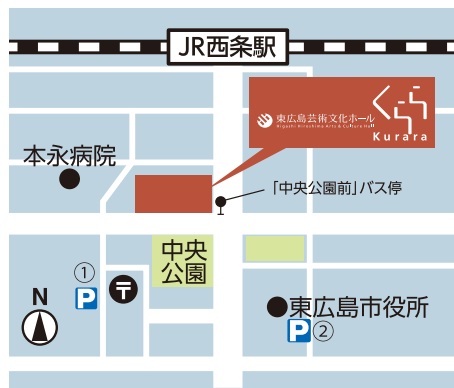 JR西条駅
東広島芸術文化ホール
Higashi Hiroshima Arts & Culture Hall
くらら
Kurara
本永病院
「中央公園前」バス停
中央
公園
①
P
〒
N
東広島市役所
P
②